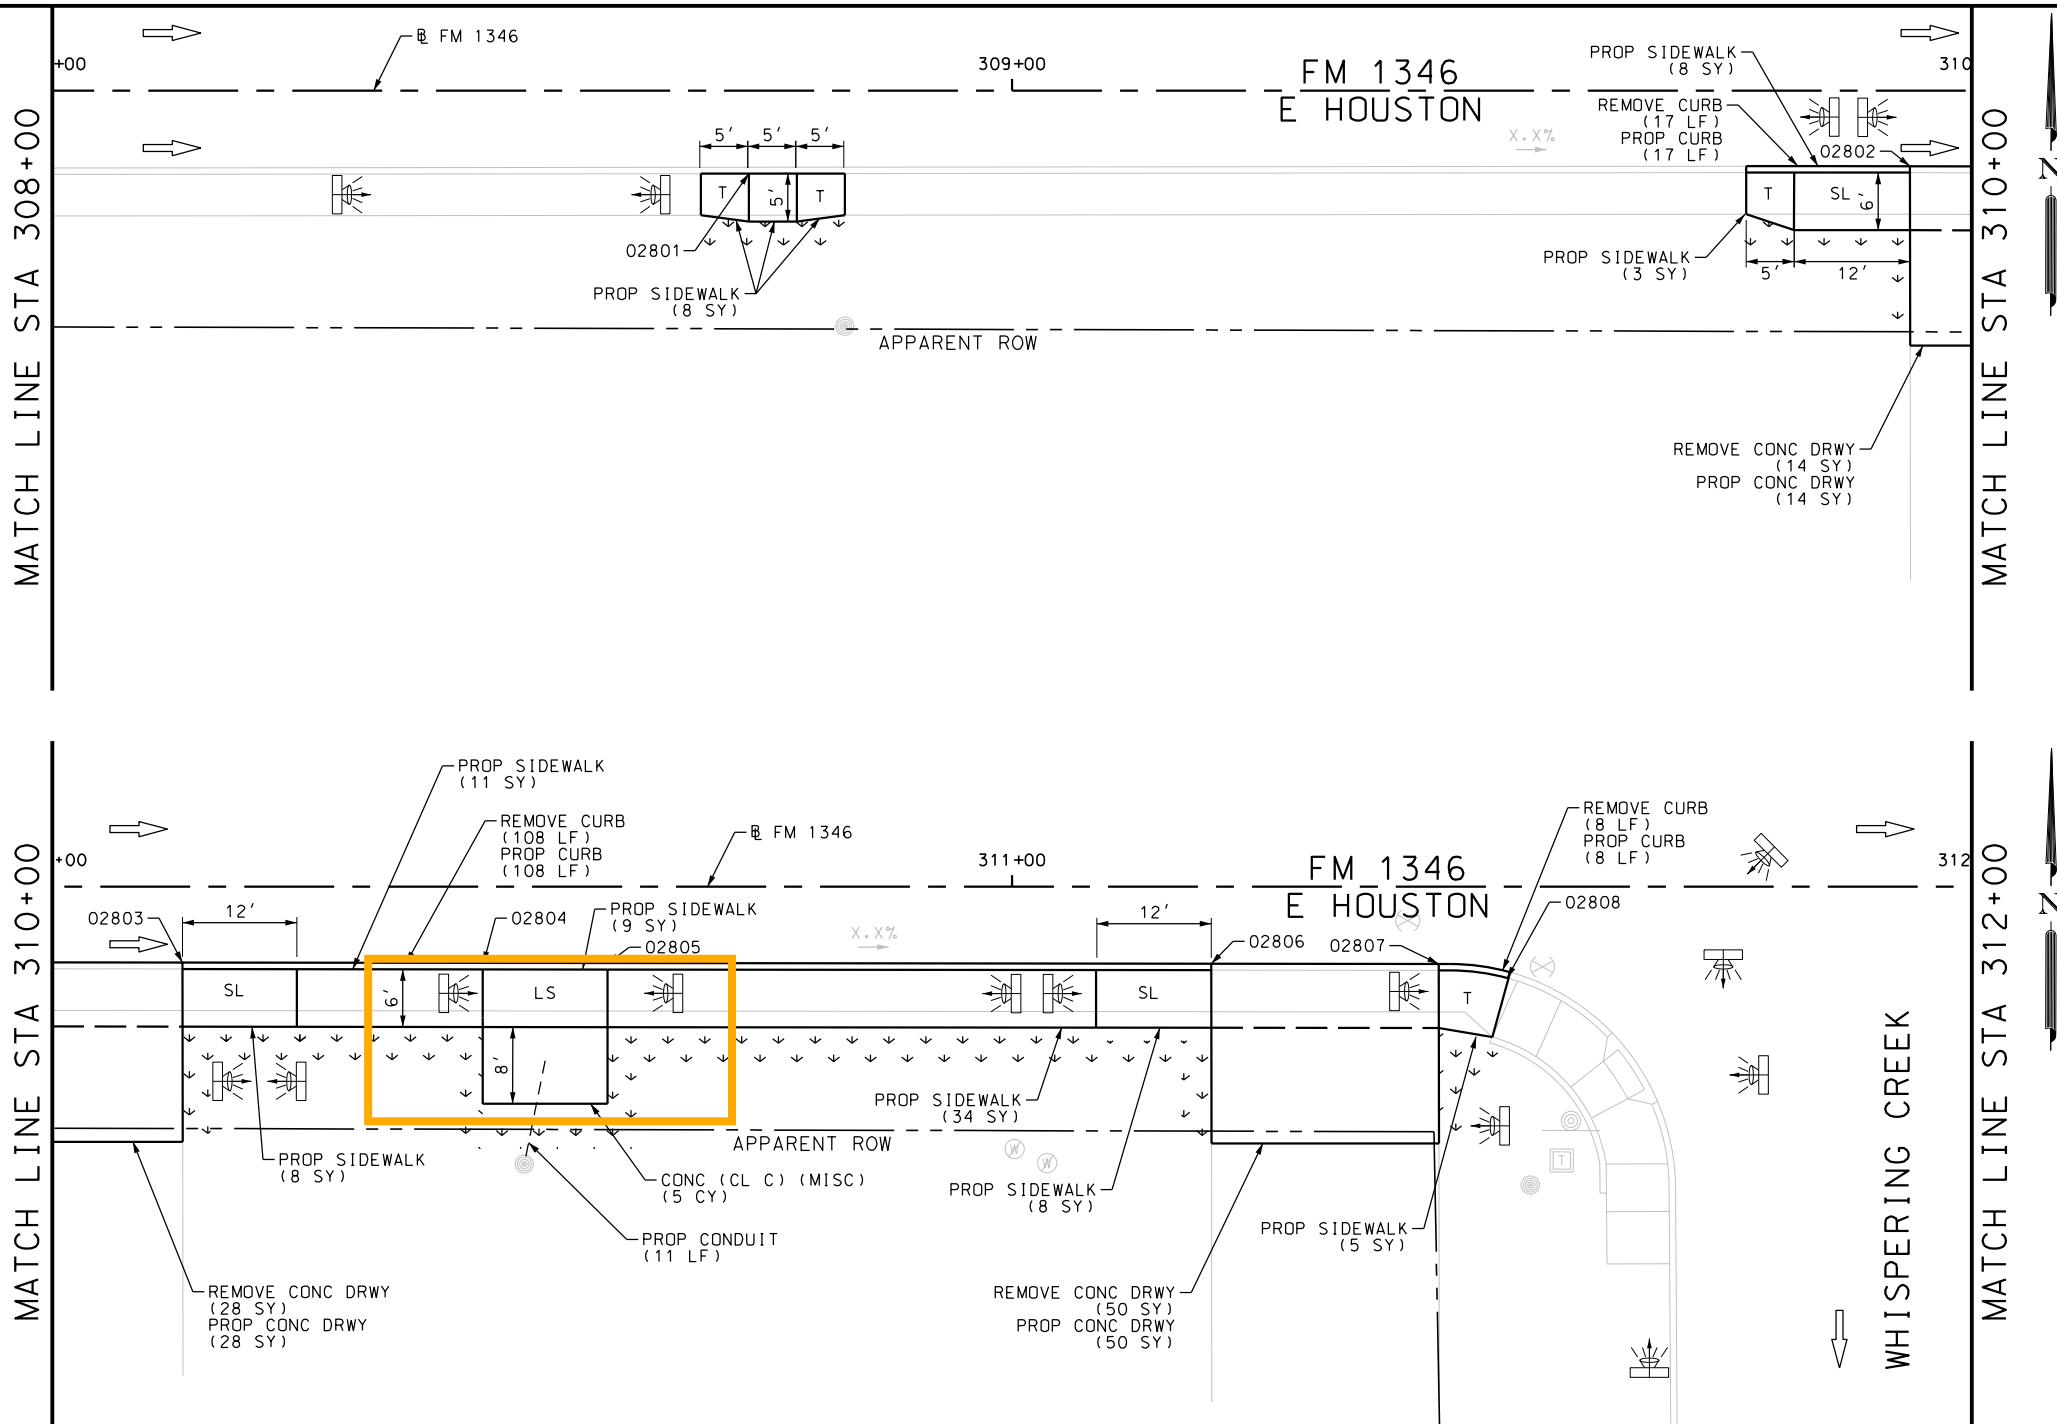 ℄ FM 1346
+00
309+00
FM 1346
E HOUSTON
310
PROP SIDEWALK
(8 SY)
REMOVE CURB
(17 LF)
PROP CURB
(17 LF)
02802
X.X%
5' 5' 5'
T
5'
T
02801
PROP SIDEWALK
(8 SY)
T
SL
6'
PROP SIDEWALK
(3 SY)
5'
12'
APPARENT ROW
REMOVE CONC DRWY
(14 SY)
PROP CONC DRWY
(14 SY)
MATCH LINE STA 308+00
MATCH LINE STA 310+00
N
PROP SIDEWALK
(11 SY)
REMOVE CURB
(108 LF)
PROP CURB
(108 LF)
℄ FM 1346
+00
311+00
FM 1346
E HOUSTON
312
REMOVE CURB
(8 LF)
PROP CURB
(8 LF)
02803
12'
02804
PROP SIDEWALK
(9 SY)
02805
X.X%
12'
02806
02807
02808
SL
6'
LS
SL
T
8'
PROP SIDEWALK
(34 SY)
APPARENT ROW
W
W
T
PROP SIDEWALK
(8 SY)
CONC (CL C) (MISC)
(5 CY)
PROP SIDEWALK
(8 SY)
PROP CONDUIT
(11 LF)
PROP SIDEWALK
(5 SY)
REMOVE CONC DRWY
(28 SY)
PROP CONC DRWY
(28 SY)
REMOVE CONC DRWY
(50 SY)
PROP CONC DRWY
(50 SY)
WHISPERING CREEK
MATCH LINE STA 310+00
MATCH LINE STA 312+00
N